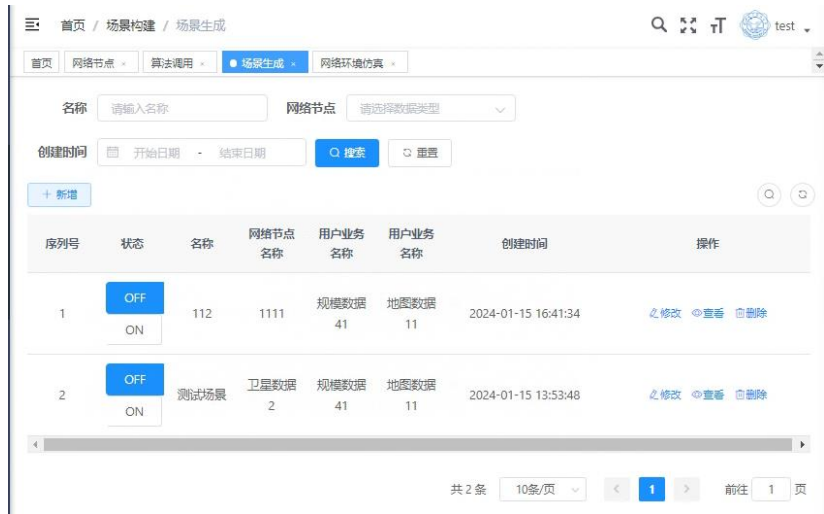 首页 / 场景构建 / 场景生成
test
首页 网络节点 × 算法调用 × 场景生成 × 网络环境仿真 ×
名称 请输入名称 网络节点 请选择数据类型
创建时间 开始日期 - 结束日期 搜索 重置
+ 新增
序列号 状态 名称 网络节点名称 用户业务名称 用户业务名称 创建时间 操作
OFF
1 112 1111 规模数据41 地图数据11 2024-01-15 16:41:34 修改 查看 删除
ON
OFF
2 测试场景 卫星数据2 规模数据41 地图数据11 2024-01-15 13:53:48 修改 查看 删除
ON
共 2 条 10条/页 < 1 > 前往 1 页